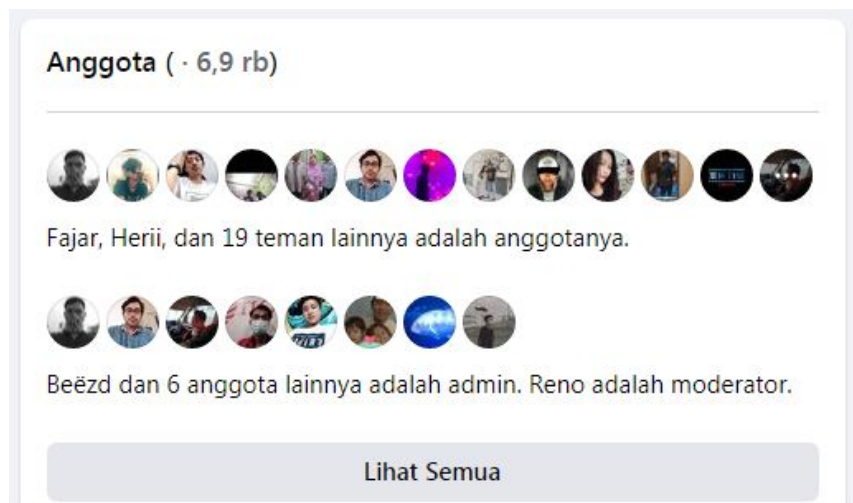 Anggota ( · 6,9 rb)
Fajar, Herii, dan 19 teman lainnya adalah anggotanya.
Beëzd dan 6 anggota lainnya adalah admin. Reno adalah moderator.
Lihat Semua